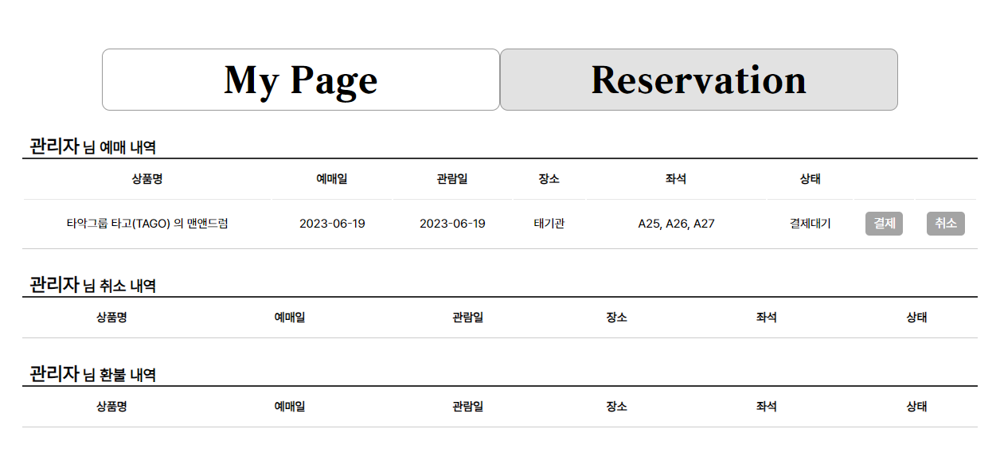 My Page Reservation
관리자 님 예매 내역
상품명 예매일 관람일 장소 좌석 상태
타악그룹 타고(TAGO) 의 맨앤드럼 2023-06-19 2023-06-19 태기관 A25, A26, A27 결제대기 결제 취소
관리자 님 취소 내역
상품명 예매일 관람일 장소 좌석 상태
관리자 님 환불 내역
상품명 예매일 관람일 장소 좌석 상태